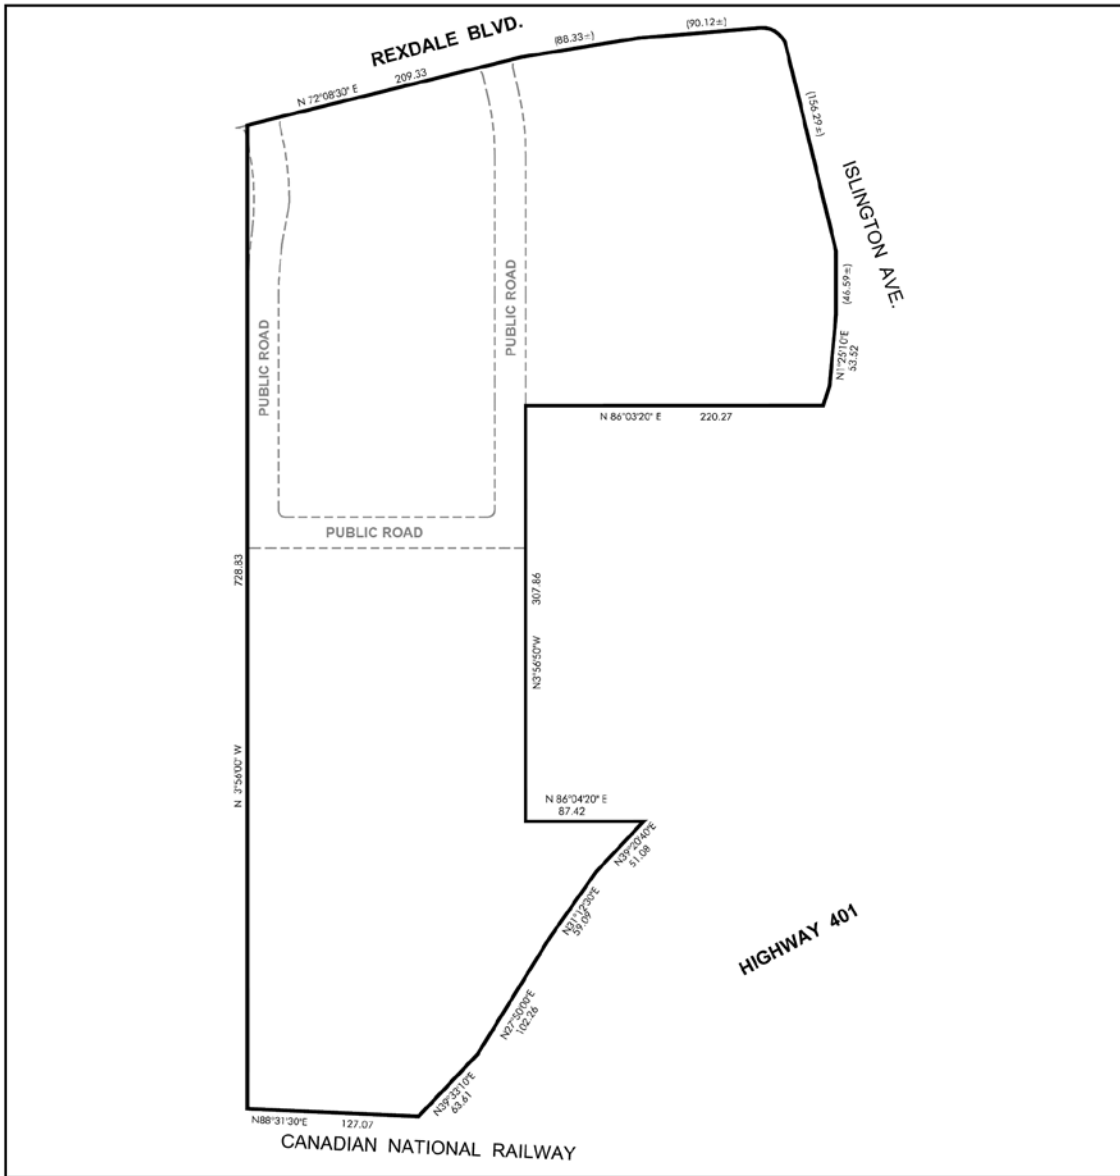 REXDALE BLVD.
(88.33±)
(90.12±)
N 72°08'30" E
209.33
(156.29±)
ISLINGTON AVE.
(46.59±)
N1°25'10"E
53.52
PUBLIC ROAD
PUBLIC ROAD
N 86°03'20" E
220.27
PUBLIC ROAD
728.83
N 3°56'00" W
307.86
N3°56'50"W
N 86°04'20" E
87.42
N39°20'40"E
51.08
N31°12'30"E
59.09
HIGHWAY 401
N27°50'00"E
102.26
N39°33'10"E
63.61
N88°31'30"E
127.07
CANADIAN NATIONAL RAILWAY